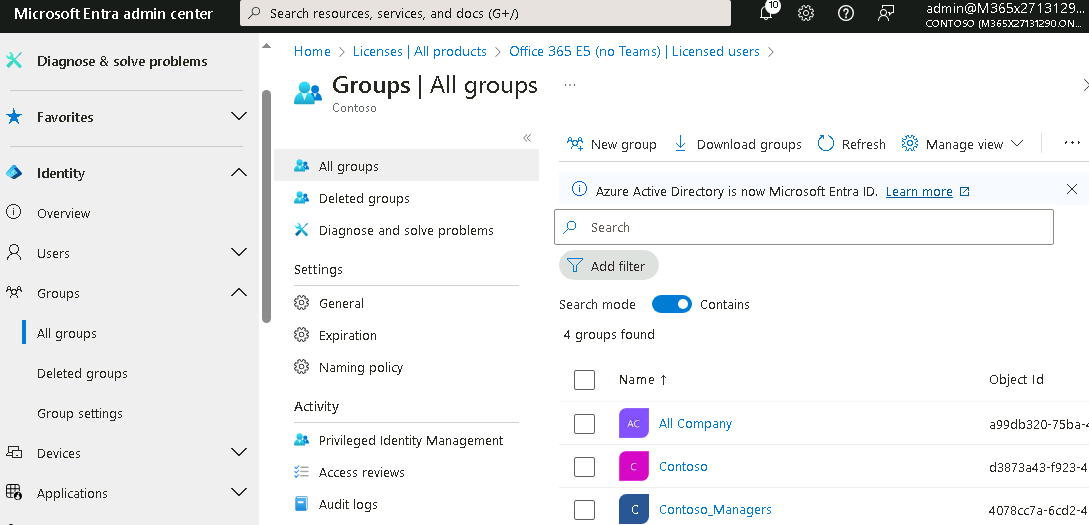 Microsoft Entra admin center
Search resources, services, and docs (G+/)
10
admin@M365x2713129...
CONTOSO (M365X27131290.ON...
Diagnose & solve problems
Favorites
Identity
Overview
Users
Groups
All groups
Deleted groups
Group settings
Devices
Applications
Home > Licenses | All products > Office 365 E5 (no Teams) | Licensed users >
Groups | All groups ...
Contoso
«
All groups
Deleted groups
Diagnose and solve problems
Settings
General
Expiration
Naming policy
Activity
Privileged Identity Management
Access reviews
Audit logs
New group Download groups Refresh Manage view ...
Azure Active Directory is now Microsoft Entra ID. Learn more
Search
Add filter
Search mode Contains
4 groups found
Name ↑ Object Id
AC All Company a99db320-75ba-4
C Contoso d3873a43-f923-4
C Contoso_Managers 4078cc7a-6cd2-4